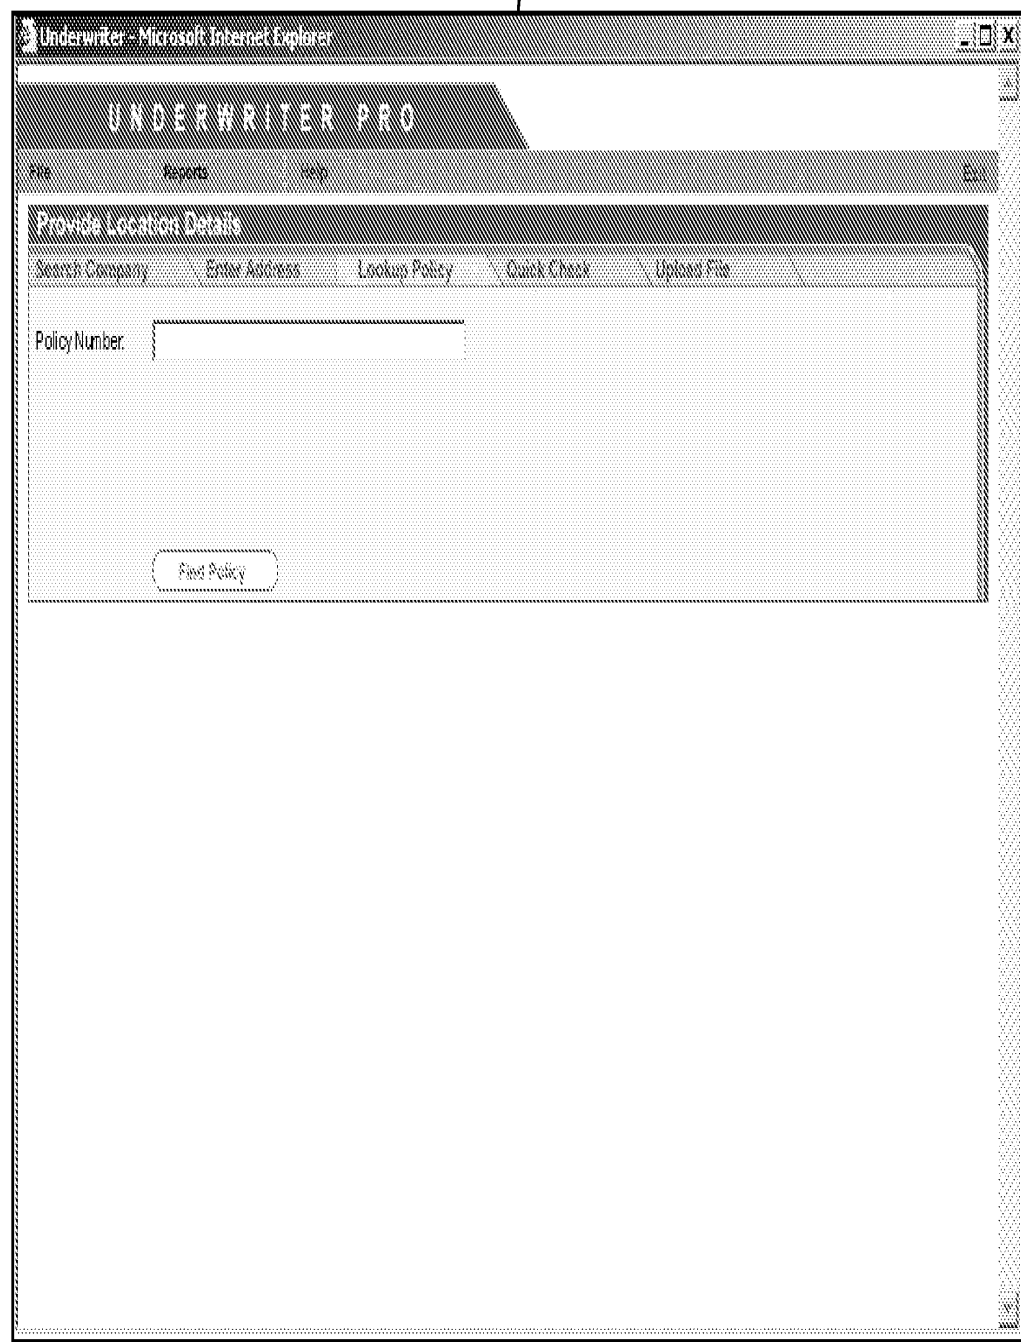 Underwriter - Microsoft Internet Explorer
UNDERWRITER PRO
File Reports Help Exit
Provide Location Details
Search Company Enter Address Lookup Policy Quick Check Upload File
Policy Number:
Find Policy